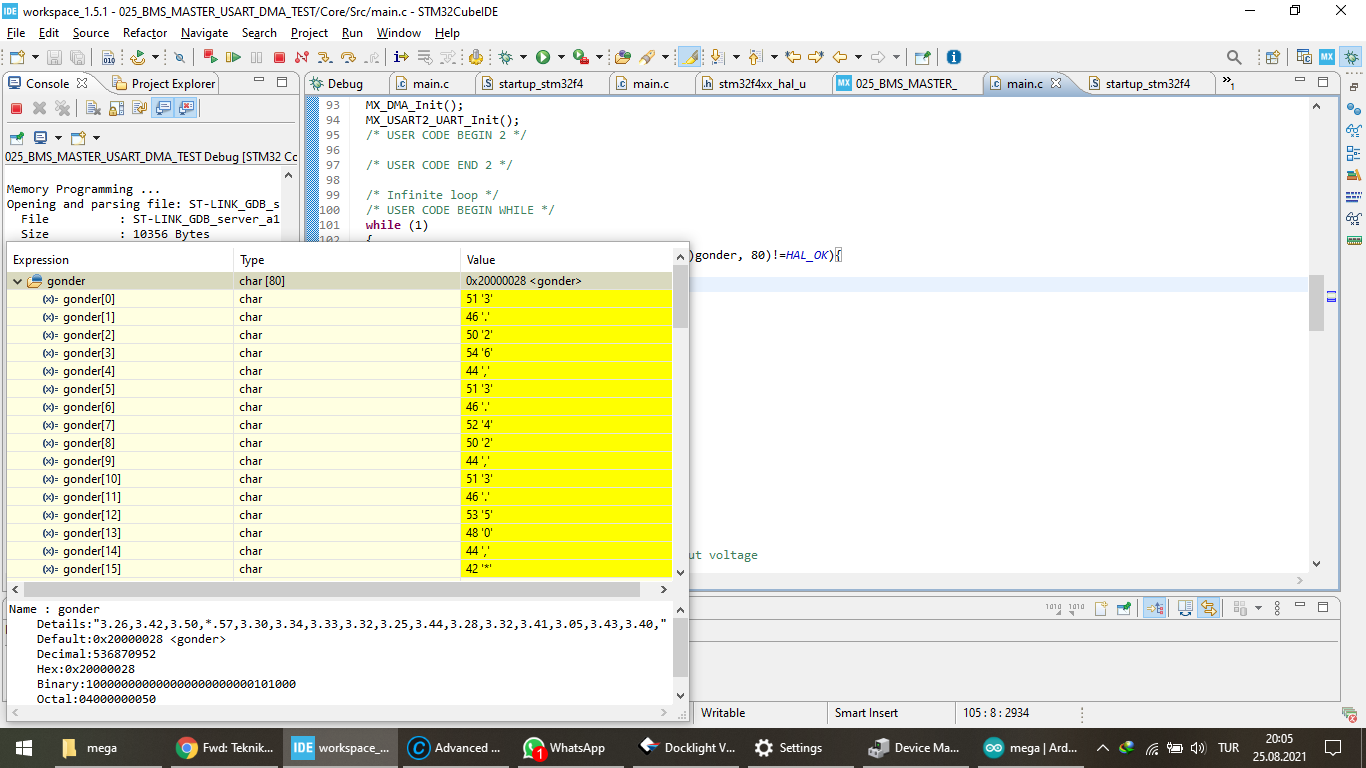 workspace_1.5.1 - 025_BMS_MASTER_USART_DMA_TEST/Core/Src/main.c - STM32CubeIDE
File Edit Source Refactor Navigate Search Project Run Window Help
Console Project Explorer
Debug main.c startup_stm32f4 main.c stm32f4xx_hal_u 025_BMS_MASTER_ main.c startup_stm32f4 »1
025_BMS_MASTER_USART_DMA_TEST Debug [STM32 Cc
Memory Programming ...
Opening and parsing file: ST-LINK_GDB_s
File : ST-LINK_GDB_server_a1
Size : 10356 Bytes
93 MX_DMA_Init();
94 MX_USART2_UART_Init();
95 /* USER CODE BEGIN 2 */
96
97 /* USER CODE END 2 */
98
99 /* Infinite loop */
100 /* USER CODE BEGIN WHILE */
101 while (1)
102 {
)gonder, 80)!=HAL_OK){
ut voltage
Expression Type Value
gonder char [80] 0x20000028 <gonder>
gonder[0] char 51 '3'
gonder[1] char 46 '.'
gonder[2] char 50 '2'
gonder[3] char 54 '6'
gonder[4] char 44 ','
gonder[5] char 51 '3'
gonder[6] char 46 '.'
gonder[7] char 52 '4'
gonder[8] char 50 '2'
gonder[9] char 44 ','
gonder[10] char 51 '3'
gonder[11] char 46 '.'
gonder[12] char 53 '5'
gonder[13] char 48 '0'
gonder[14] char 44 ','
gonder[15] char 42 '*'
Name : gonder
Details:"3.26,3.42,3.50,*.57,3.30,3.34,3.33,3.32,3.25,3.44,3.28,3.32,3.41,3.05,3.43,3.40,"
Default:0x20000028 <gonder>
Decimal:536870952
Hex:0x20000028
Binary:100000000000000000000000101000
Octal:04000000050
Writable Smart Insert 105 : 8 : 2934
mega Fwd: Teknik... workspace_... Advanced ... WhatsApp Docklight V... Settings Device Ma... mega | Ard... TUR 20:05
25.08.2021